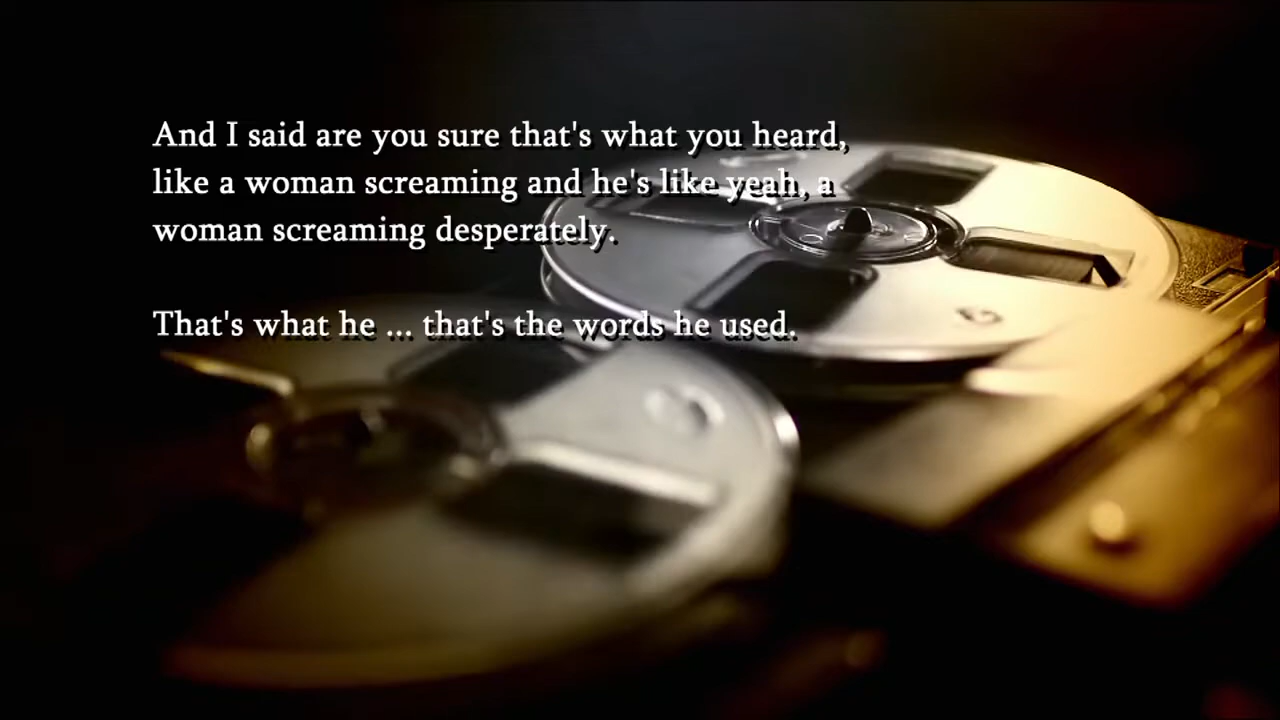 And I said are you sure that's what you heard,
like a woman screaming and he's like yeah, a
woman screaming desperately.
That's what he ... that's the words he used.